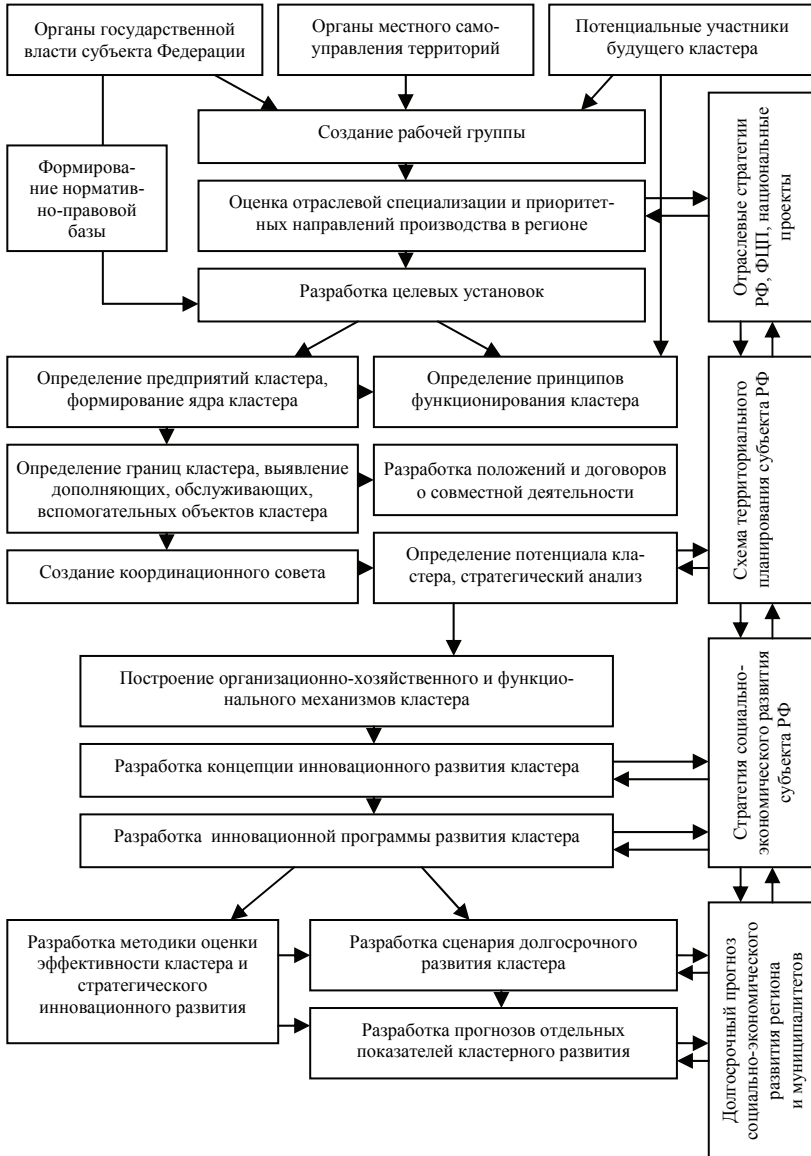 Органы государственной
власти субъекта Федерации
Органы местного само-
управления территорий
Потенциальные участники
будущего кластера
Создание рабочей группы
Формирова-
ние норматив-
но-правовой
базы
Оценка отраслевой специализации и приоритет-
ных направлений производства в регионе
Разработка целевых установок
Определение предприятий кластера,
формирование ядра кластера
Определение принципов
функционирования кластера
Определение границ кластера, выявление
дополняющих, обслуживающих,
вспомогательных объектов кластера
Разработка положений и договоров
о совместной деятельности
Создание координационного совета
Определение потенциала кла-
стера, стратегический анализ
Построение организационно-хозяйственного и функцио-
нального механизмов кластера
Разработка концепции инновационного развития кластера
Разработка инновационной программы развития кластера
Разработка методики оценки
эффективности кластера и
стратегического
инновационного развития
Разработка сценария долгосрочного
развития кластера
Разработка прогнозов отдельных
показателей кластерного развития
Отраслевые стратегии
РФ, ФЦП, национальные
проекты
Схема территориального
планирования субъекта РФ
Стратегия социально-
экономического развития
субъекта РФ
Долгосрочный прогноз
социально-экономического
развития региона
и муниципалитетов